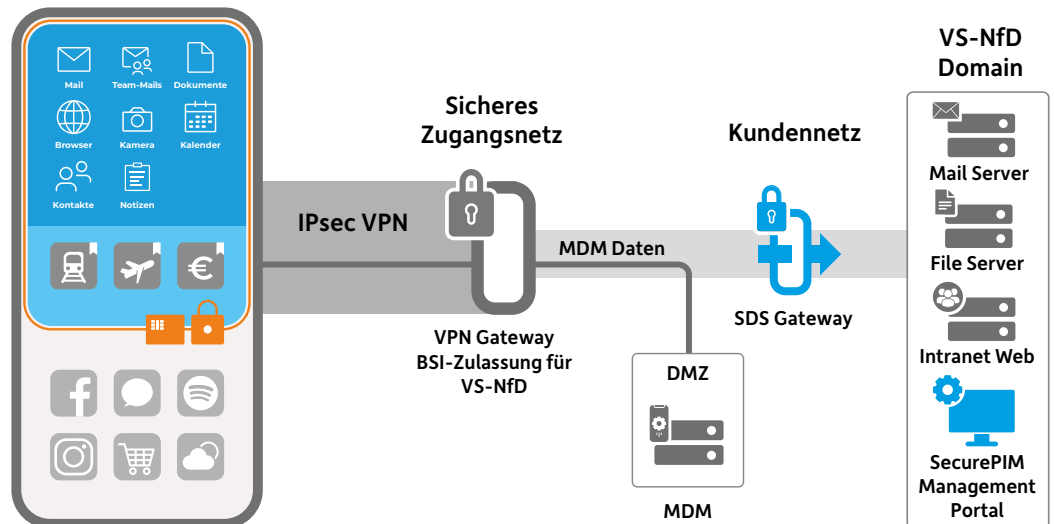 Mail
Team-Mails
Dokumente
Browser
Kamera
Kalender
Kontakte
Notizen
€
IPsec VPN
Sicheres
Zugangsnetz
VPN Gateway
BSI-Zulassung für
VS-NfD
MDM Daten
DMZ
MDM
Kundennetz
SDS Gateway
VS-NfD
Domain
Mail Server
File Server
Intranet Web
SecurePIM
Management
Portal